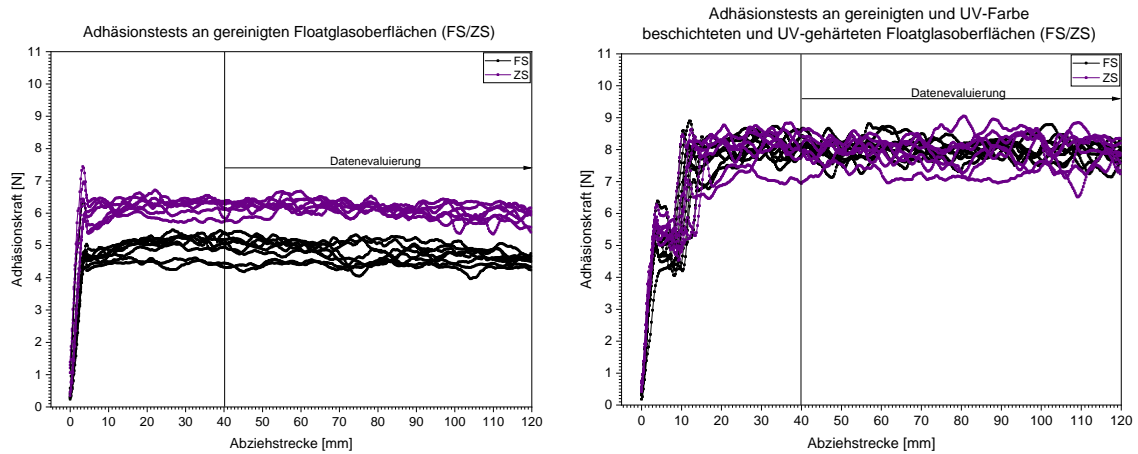 Adhäsionstests an gereinigten Floatglasoberflächen (FS/ZS)
11
10
9
8
7
6
5
4
3
2
1
0
Adhäsionskraft [N]
FS
ZS
Datenevaluierung
0 10 20 30 40 50 60 70 80 90 100 110 120
Abziehstrecke [mm]
Adhäsionstests an gereinigten und UV-Farbe
beschichteten und UV-gehärteten Floatglasoberflächen (FS/ZS)
11
10
9
8
7
6
5
4
3
2
1
0
Adhäsionskraft [N]
FS
ZS
Datenevaluierung
0 10 20 30 40 50 60 70 80 90 100 110 120
Abziehstrecke [mm]